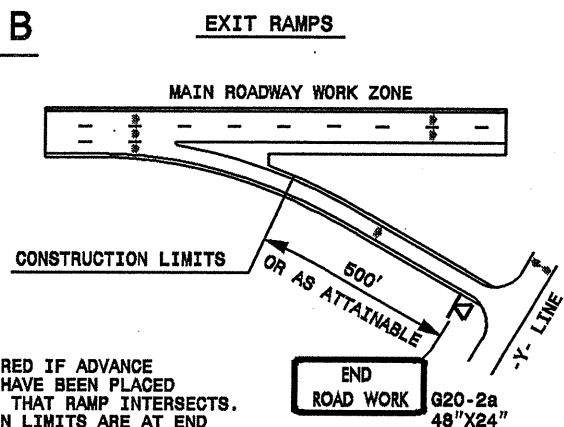 B
EXIT RAMPS
MAIN ROADWAY WORK ZONE
CONSTRUCTION LIMITS
500'
OR AS ATTAINABLE
-Y- LINE
END
ROAD WORK
G20-2a
48"X24"
RED IF ADVANCE
HAVE BEEN PLACED
THAT RAMP INTERSECTS.
N LIMITS ARE AT END